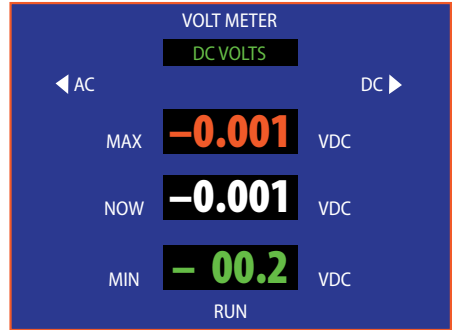 VOLT METER
DC VOLTS
AC DC
MAX –0.001 VDC
NOW –0.001 VDC
MIN – 00.2 VDC
RUN